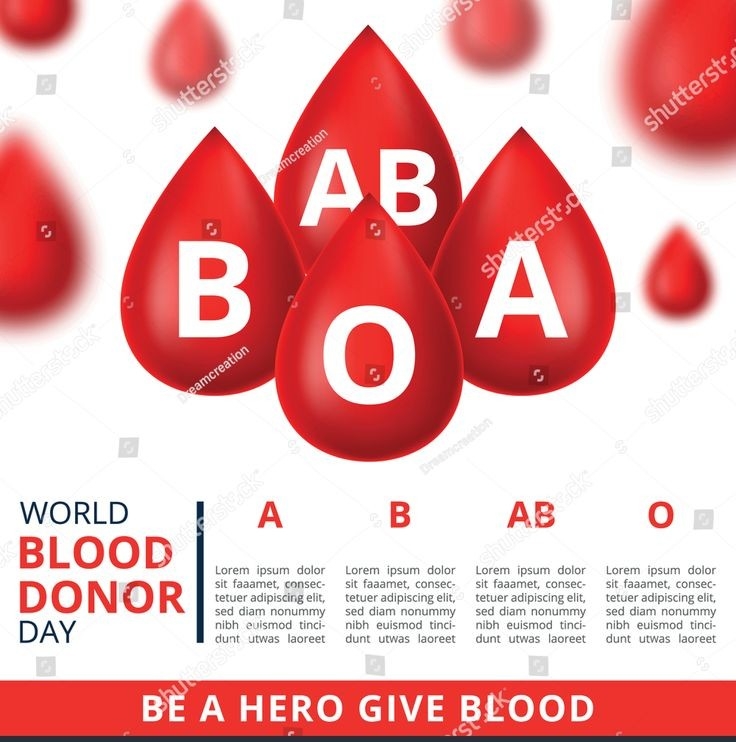 AB
B
A
O
WORLD
BLOOD
DONOR
DAY
A
Lorem ipsum dolor
sit faaamet, consec-
tetuer adipiscing elit,
sed diam nonummy
nibh euismod tinci-
dunt utwas laoreet
B
Lorem ipsum dolor
sit faaamet, consec-
tetuer adipiscing elit,
sed diam nonummy
nibh euismod tinci-
dunt utwas laoreet
AB
Lorem ipsum dolor
sit faaamet, consec-
tetuer adipiscing elit,
sed diam nonummy
nibh euismod tinci-
dunt utwas laoreet
O
Lorem ipsum dolor
sit faaamet, consec-
tetuer adipiscing elit,
sed diam nonummy
nibh euismod tinci-
dunt utwas laoreet
BE A HERO GIVE BLOOD
shutterstock
Dreamcreation